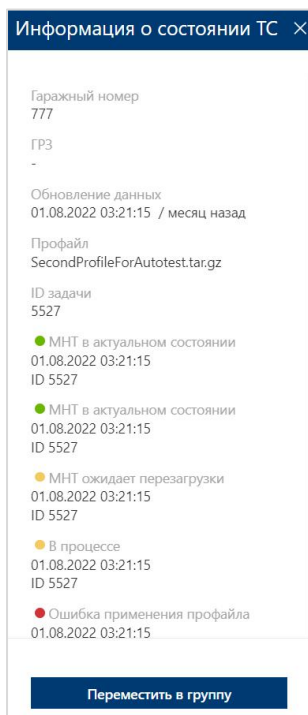 Информация о состоянии ТС ×
Гаражный номер
777
ГРЗ
-
Обновление данных
01.08.2022 03:21:15 / месяц назад
Профайл
SecondProfileForAutotest.tar.gz
ID задачи
5527
МНТ в актуальном состоянии
01.08.2022 03:21:15
ID 5527
МНТ в актуальном состоянии
01.08.2022 03:21:15
ID 5527
МНТ ожидает перезагрузки
01.08.2022 03:21:15
ID 5527
В процессе
01.08.2022 03:21:15
ID 5527
Ошибка применения профайла
01.08.2022 03:21:15
Переместить в группу